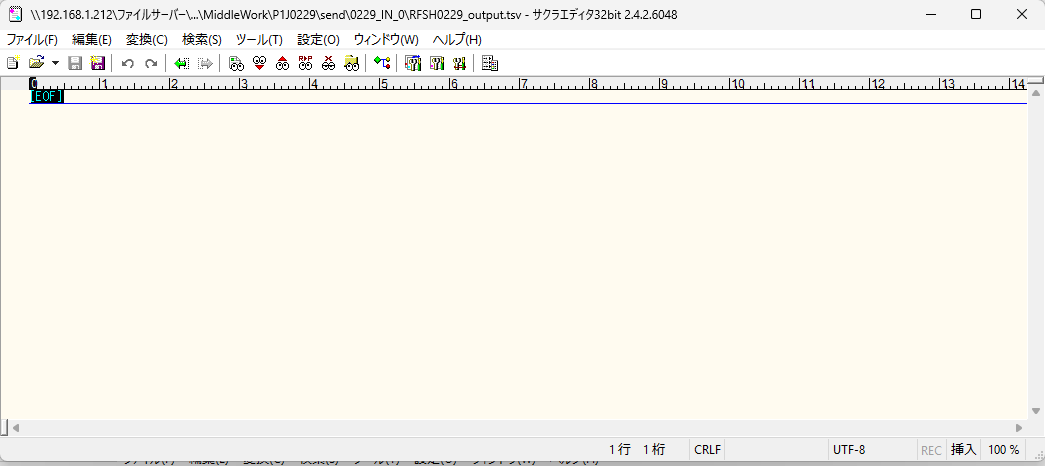 \\192.168.1.212\ファイルサーバー\...\MiddleWork\P1J0229\send\0229_IN_0\RFSH0229_output.tsv - サクラエディタ32bit 2.4.2.6048
ファイル(F) 編集(E) 変換(C) 検索(S) ツール(T) 設定(O) ウィンドウ(W) ヘルプ(H)
0 1 2 3 4 5 6 7 8 9 10 11 12 13 14
[EOF]
1 行 1 桁 CRLF UTF-8 REC 挿入 100 %